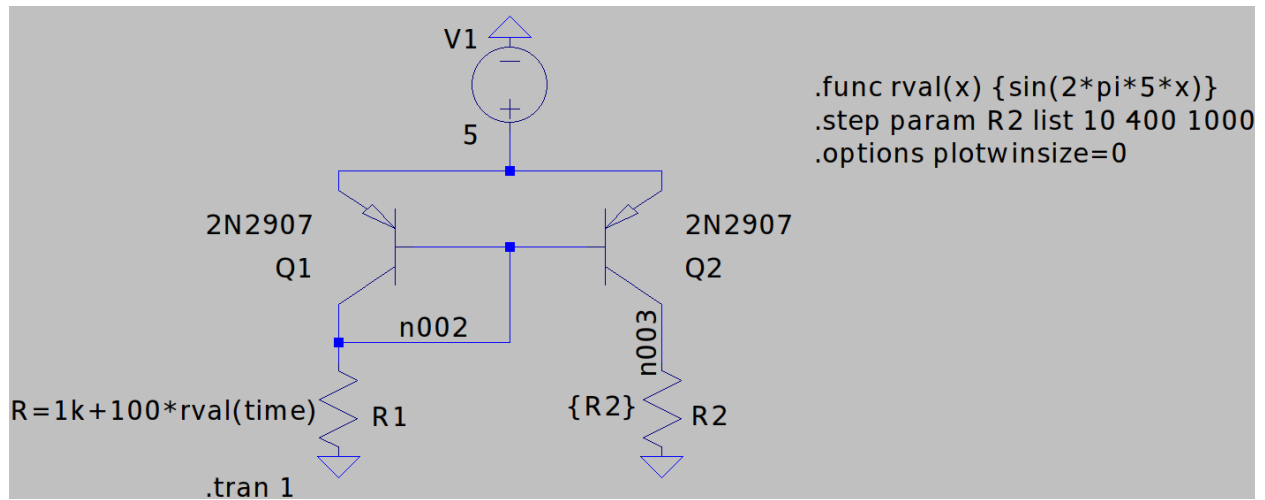 V1
5
.func rval(x) {sin(2*pi*5*x)}
.step param R2 list 10 400 1000
.options plotwinsize=0
2N2907
Q1
2N2907
Q2
n002
n003
R=1k+100*rval(time)
R1
{R2}
R2
.tran 1